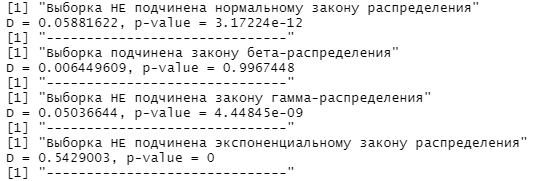 [1] "Выборка НЕ подчинена нормальному закону распределения"
D = 0.05881622, p-value = 3.17224e-12
[1] "------------------------------"
[1] "Выборка подчинена закону бета-распределения"
D = 0.006449609, p-value = 0.9967448
[1] "------------------------------"
[1] "Выборка НЕ подчинена закону гамма-распределения"
D = 0.05036644, p-value = 4.44845e-09
[1] "------------------------------"
[1] "Выборка НЕ подчинена экспоненциальному закону распределения"
D = 0.5429003, p-value = 0
[1] "------------------------------"